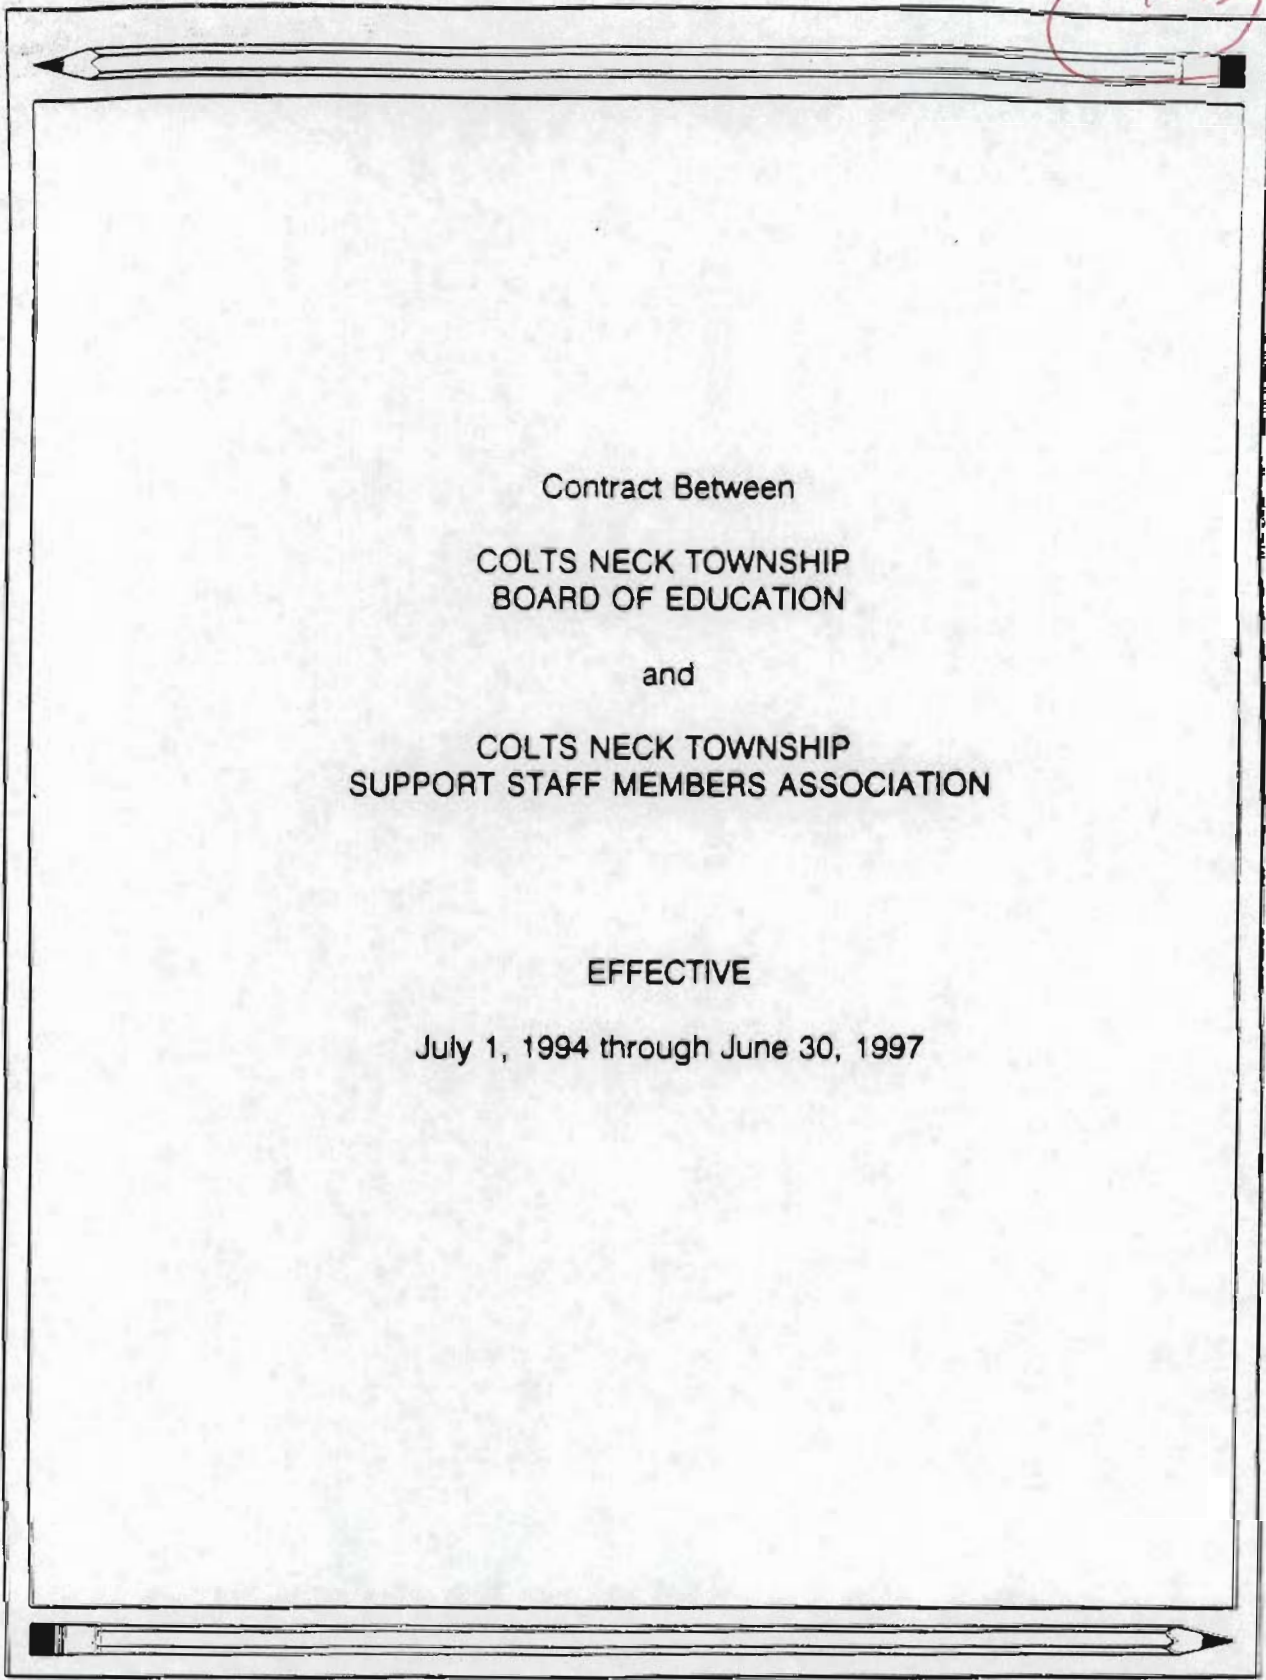 Contract Between
COLTS NECK TOWNSHIP
BOARD OF EDUCATION
and
COLTS NECK TOWNSHIP
SUPPORT STAFF MEMBERS ASSOCIATION
EFFECTIVE
July 1, 1994 through June 30, 1997